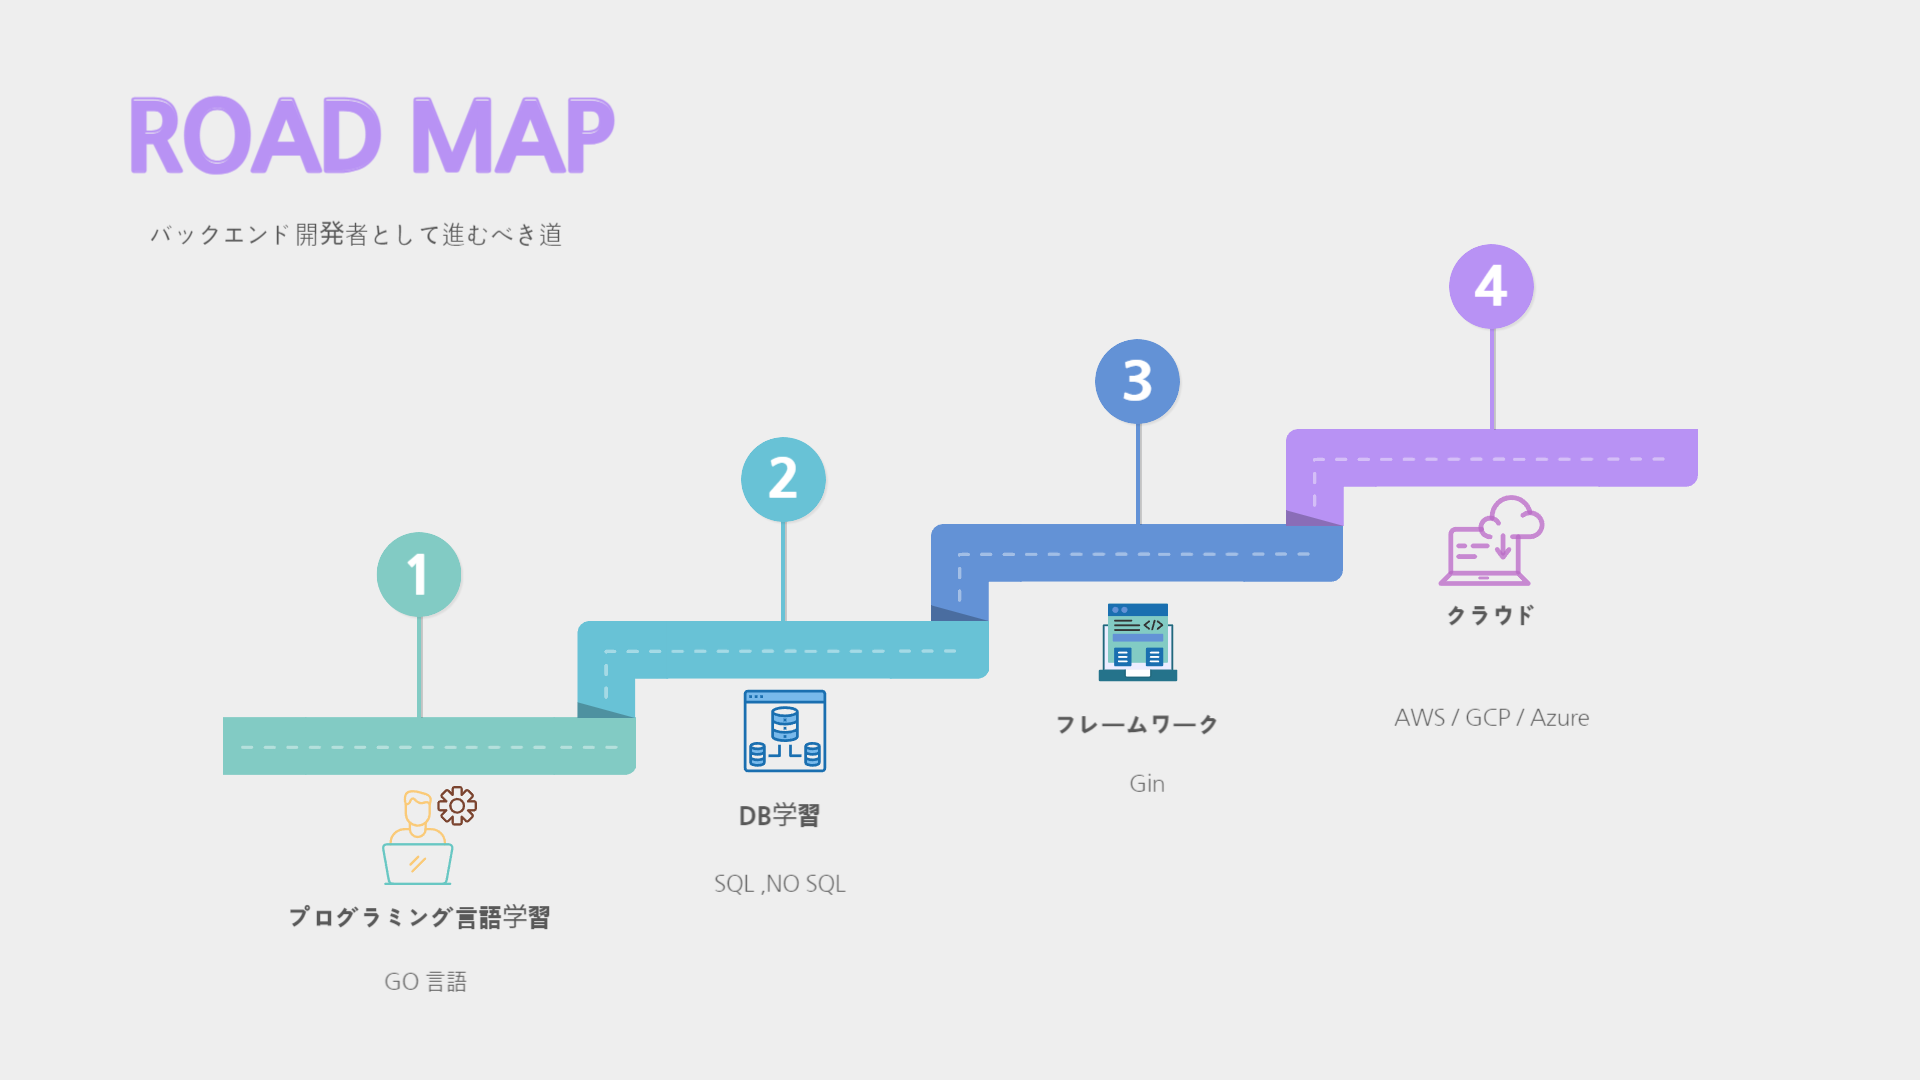 ROAD MAP
バックエンド開発者として進むべき道
1
プログラミング言語学習
GO 言語
2
DB学習
SQL ,NO SQL
3
</>
フレームワーク
Gin
4
クラウド
AWS / GCP / Azure